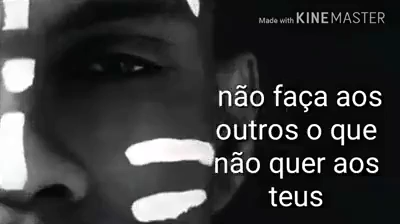 Made with KINEMASTER
não faça aos
outros o que
não quer aos
teus